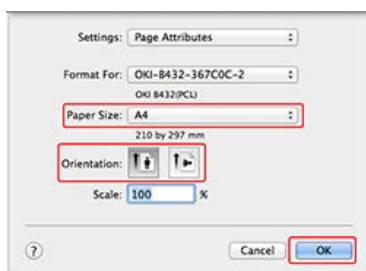 Settings: Page Attributes
Format For: OKI-B432-367C0C-2
OKI B432(PCL)
Paper Size: A4
210 by 297 mm
Orientation:
Scale: 100 %
? Cancel OK